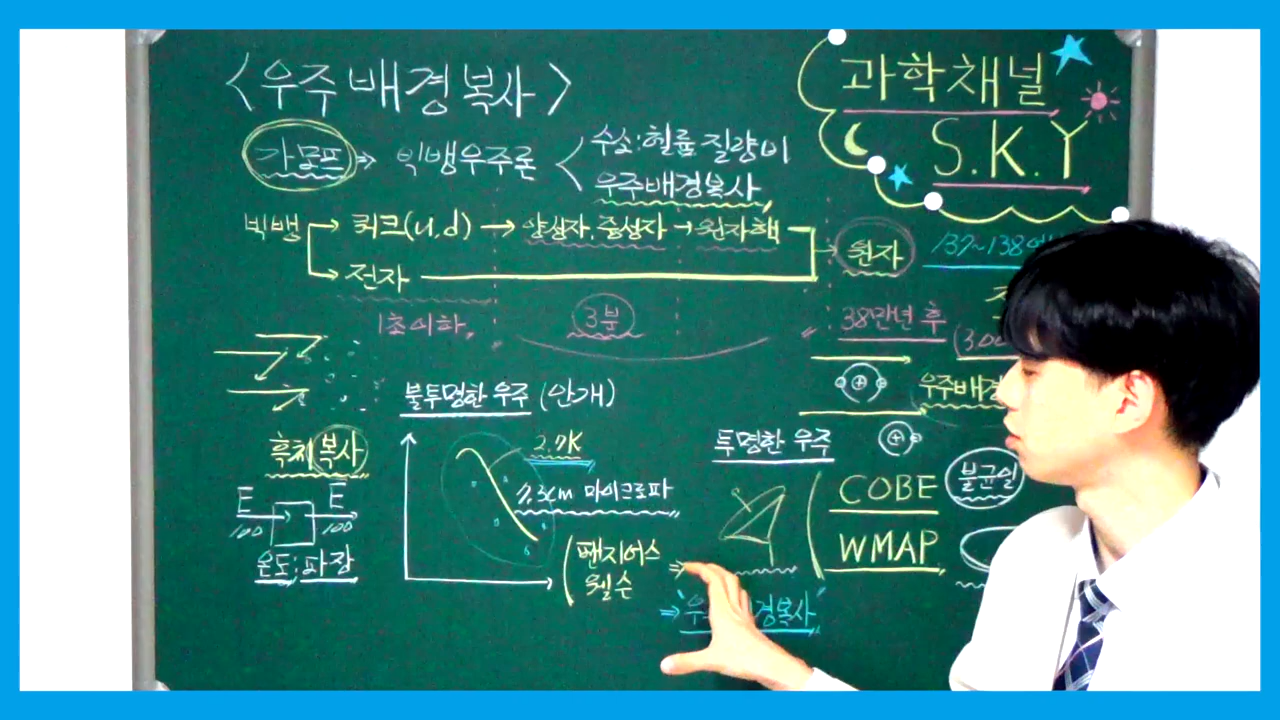 <우주배경복사>
과학채널
S.K.Y
가모프 ⇒ 빅뱅우주론 < 수소:헬륨 질량비
우주배경복사
빅뱅 → 쿼크(u,d) → 양성자, 중성자 → 원자핵 → 원자
→ 전자
137~138억
1초이하
3분
38만년 후
(3,00
우주배경
불투명한 우주 (안개)
흑체복사
2.7K
7.3cm 마이크로파
투명한 우주
E E
100 100
온도:파장
COBE
WMAP
불균일
(펜지어스 ⇒
윌슨
⇒ "우 경복사"